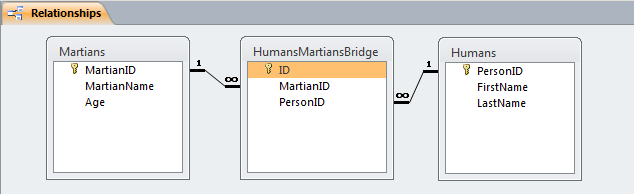 Relationships
Martians
MartianID
MartianName
Age
1
∞
HumansMartiansBridge
ID
MartianID
PersonID
1
∞
Humans
PersonID
FirstName
LastName